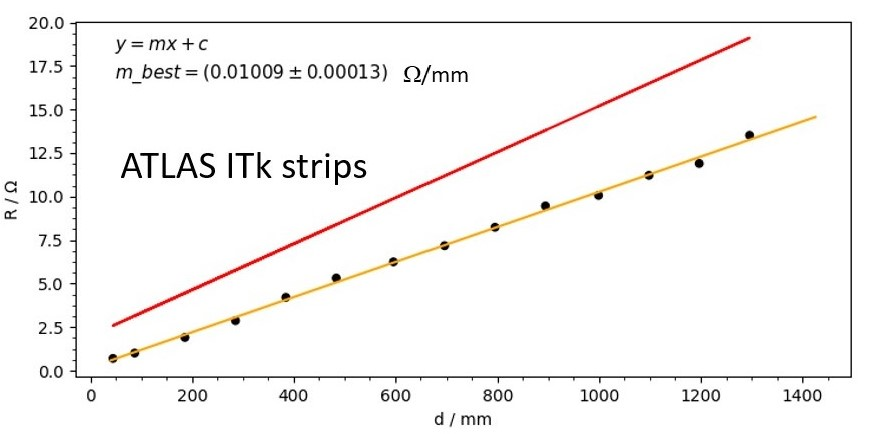 y = mx + c
m_best = (0.01009 ± 0.00013) Ω/mm
ATLAS ITk strips
R / Ω
20.0
17.5
15.0
12.5
10.0
7.5
5.0
2.5
0.0
0 200 400 600 800 1000 1200 1400
d / mm